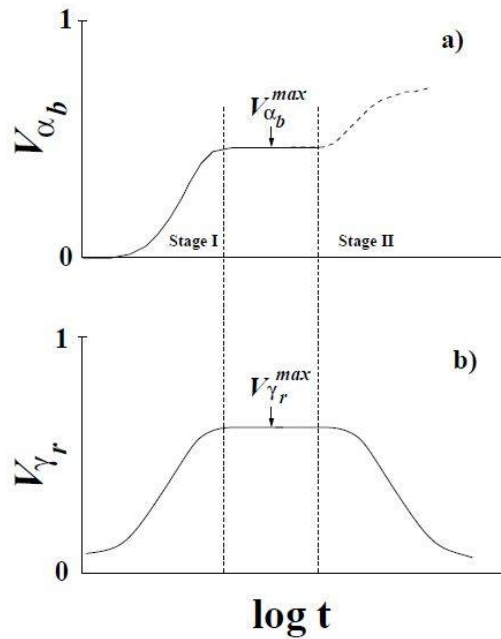 1
a)
V_{α_b}^{max}
V_{α_b}
Stage I
Stage II
0
1
b)
V_{γ_r}^{max}
V_{γ_r}
0
log t